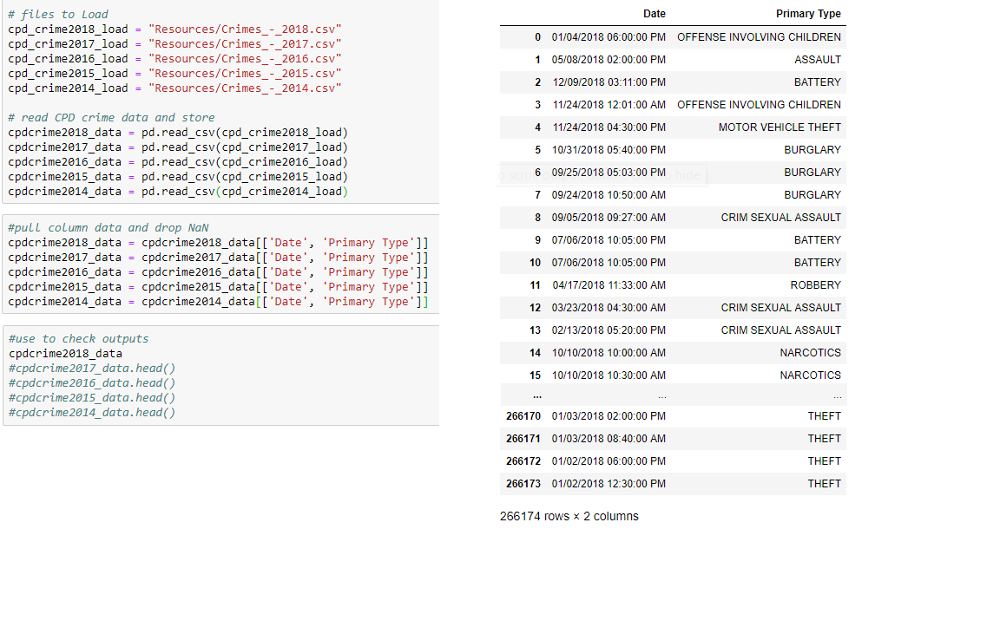 # files to Load
cpd_crime2018_load = "Resources/Crimes_-_2018.csv"
cpd_crime2017_load = "Resources/Crimes_-_2017.csv"
cpd_crime2016_load = "Resources/Crimes_-_2016.csv"
cpd_crime2015_load = "Resources/Crimes_-_2015.csv"
cpd_crime2014_load = "Resources/Crimes_-_2014.csv"
# read CPD crime data and store
cpdcrime2018_data = pd.read_csv(cpd_crime2018_load)
cpdcrime2017_data = pd.read_csv(cpd_crime2017_load)
cpdcrime2016_data = pd.read_csv(cpd_crime2016_load)
cpdcrime2015_data = pd.read_csv(cpd_crime2015_load)
cpdcrime2014_data = pd.read_csv(cpd_crime2014_load)
#pull column data and drop NaN
cpdcrime2018_data = cpdcrime2018_data[['Date', 'Primary Type']]
cpdcrime2017_data = cpdcrime2017_data[['Date', 'Primary Type']]
cpdcrime2016_data = cpdcrime2016_data[['Date', 'Primary Type']]
cpdcrime2015_data = cpdcrime2015_data[['Date', 'Primary Type']]
cpdcrime2014_data = cpdcrime2014_data[['Date', 'Primary Type']]
#use to check outputs
cpdcrime2018_data
#cpdcrime2017_data.head()
#cpdcrime2016_data.head()
#cpdcrime2015_data.head()
#cpdcrime2014_data.head()
Date Primary Type
0 01/04/2018 06:00:00 PM OFFENSE INVOLVING CHILDREN
1 05/08/2018 02:00:00 PM ASSAULT
2 12/09/2018 03:11:00 PM BATTERY
3 11/24/2018 12:01:00 AM OFFENSE INVOLVING CHILDREN
4 11/24/2018 04:30:00 PM MOTOR VEHICLE THEFT
5 10/31/2018 05:40:00 PM BURGLARY
6 09/25/2018 05:03:00 PM BURGLARY
7 09/24/2018 10:50:00 AM BURGLARY
8 09/05/2018 09:27:00 AM CRIM SEXUAL ASSAULT
9 07/06/2018 10:05:00 PM BATTERY
10 07/06/2018 10:05:00 PM BATTERY
11 04/17/2018 11:33:00 AM ROBBERY
12 03/23/2018 04:30:00 AM CRIM SEXUAL ASSAULT
13 02/13/2018 05:20:00 PM CRIM SEXUAL ASSAULT
14 10/10/2018 10:00:00 AM NARCOTICS
15 10/10/2018 10:30:00 AM NARCOTICS
... ... ...
266170 01/03/2018 02:00:00 PM THEFT
266171 01/03/2018 08:40:00 AM THEFT
266172 01/02/2018 06:00:00 PM THEFT
266173 01/02/2018 12:30:00 PM THEFT
266174 rows × 2 columns